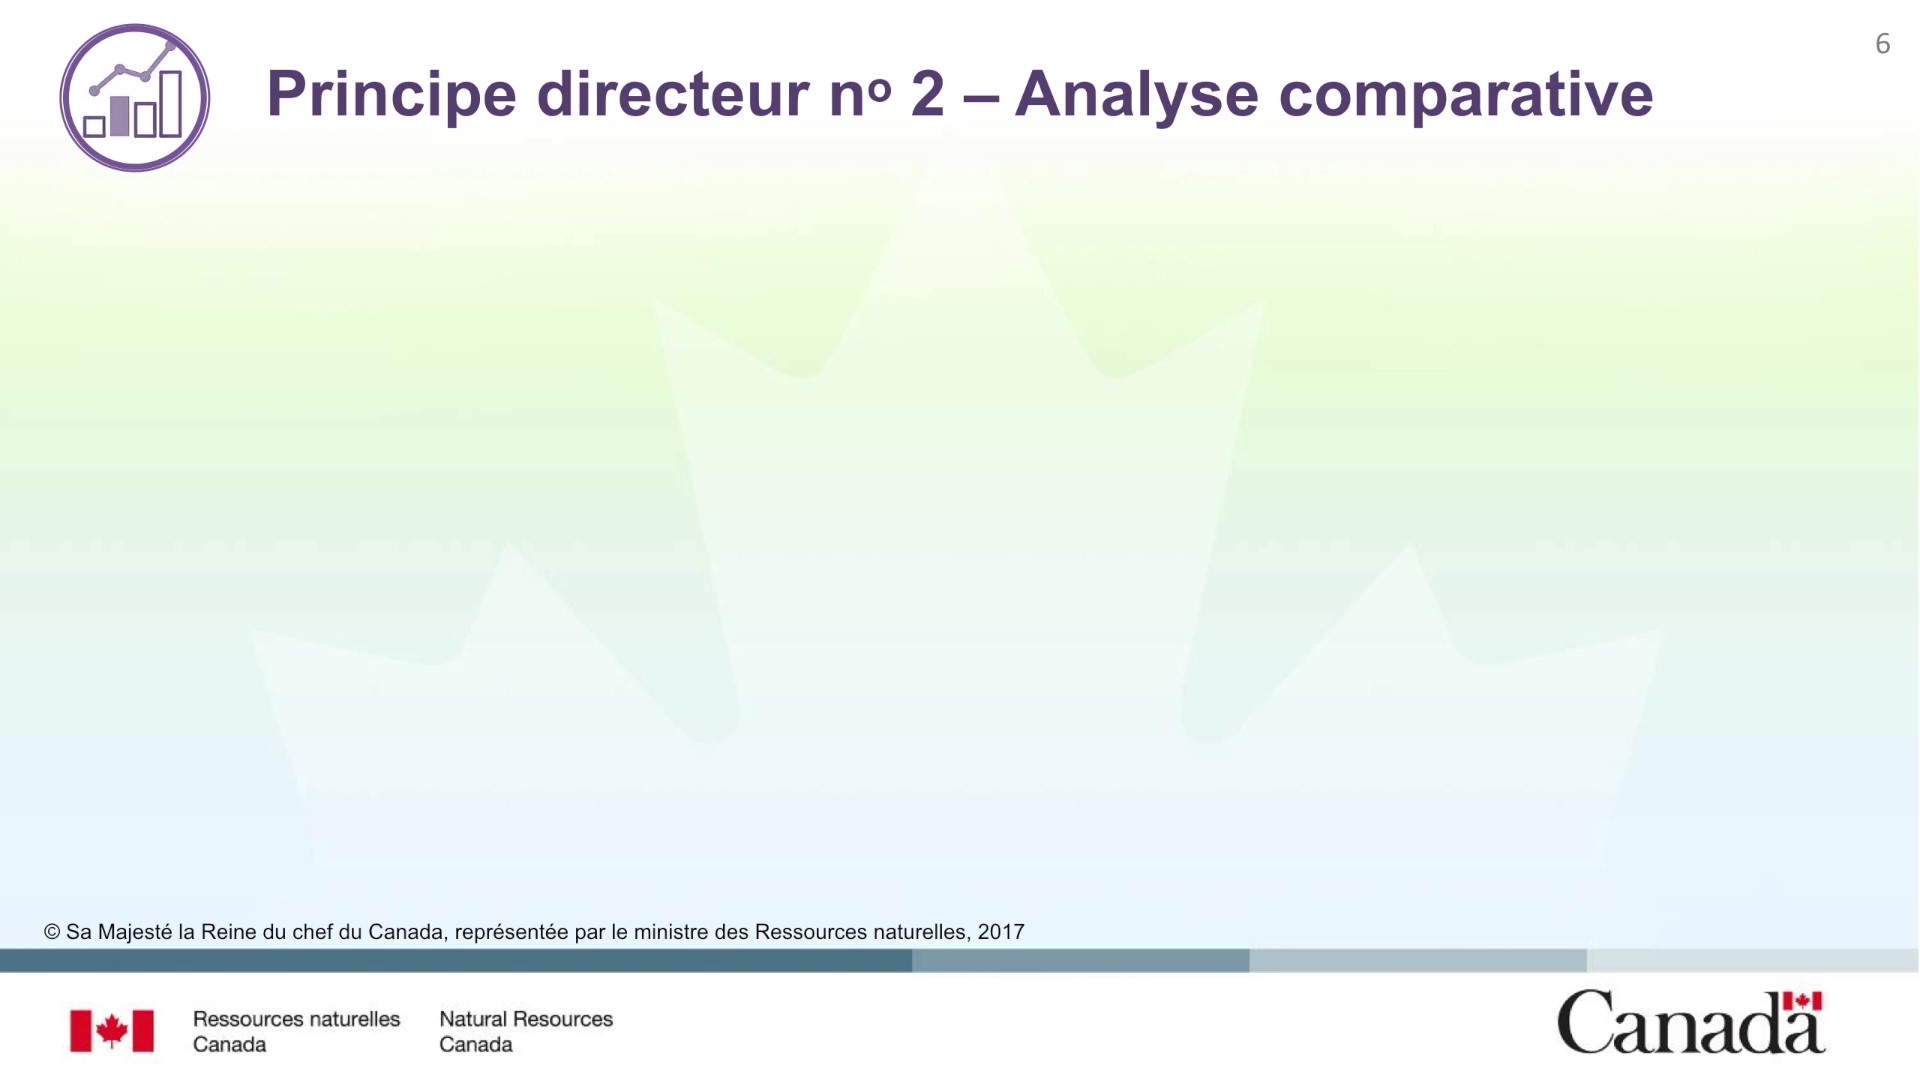 6
Principe directeur nº 2 – Analyse comparative
© Sa Majesté la Reine du chef du Canada, représentée par le ministre des Ressources naturelles, 2017
Ressources naturelles
Canada
Natural Resources
Canada
Canada